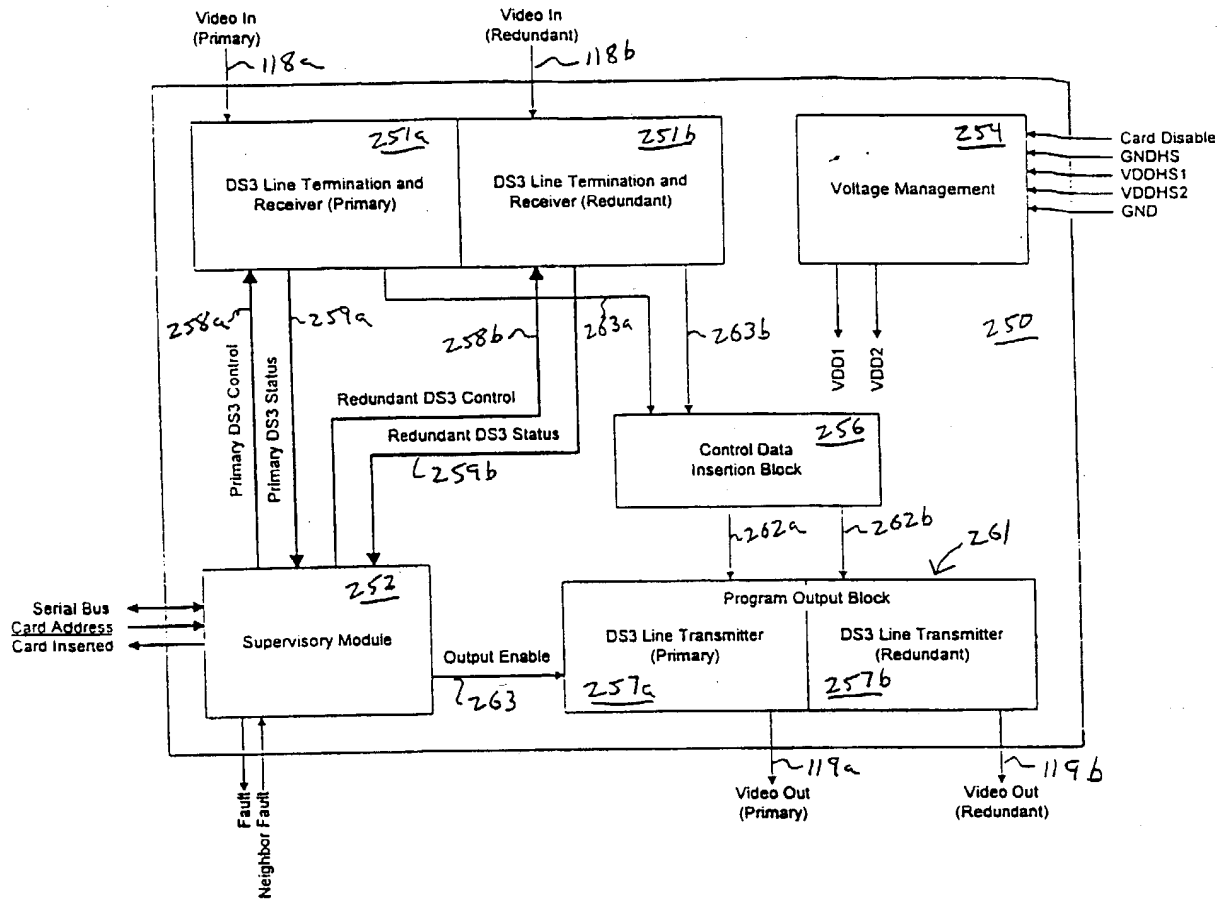 Video In
(Primary)
118a
Video In
(Redundant)
118b
251a
DS3 Line Termination and
Receiver (Primary)
251b
DS3 Line Termination and
Receiver (Redundant)
254
Voltage Management
Card Disable
GNDHS
VDDHS1
VDDHS2
GND
258a
259a
258b
263a
263b
VDD1
VDD2
250
Primary DS3 Control
Primary DS3 Status
Redundant DS3 Control
Redundant DS3 Status
259b
256
Control Data
Insertion Block
262a
262b
261
252
Supervisory Module
Serial Bus
Card Address
Card Inserted
Output Enable
263
Program Output Block
DS3 Line Transmitter
(Primary)
257a
DS3 Line Transmitter
(Redundant)
257b
Fault
Neighbor Fault
119a
Video Out
(Primary)
119b
Video Out
(Redundant)